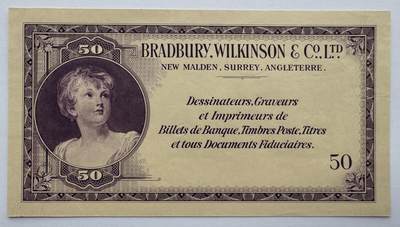 50
BRADBURY, WILKINSON & Co., LTD
NEW MALDEN, SURREY. ANGLETERRE.
Dessinateurs, Graveurs
et Imprimeurs de
Billets de Banque, Timbres Poste, Titres
et tous Documents Fiduciaires.
50
50